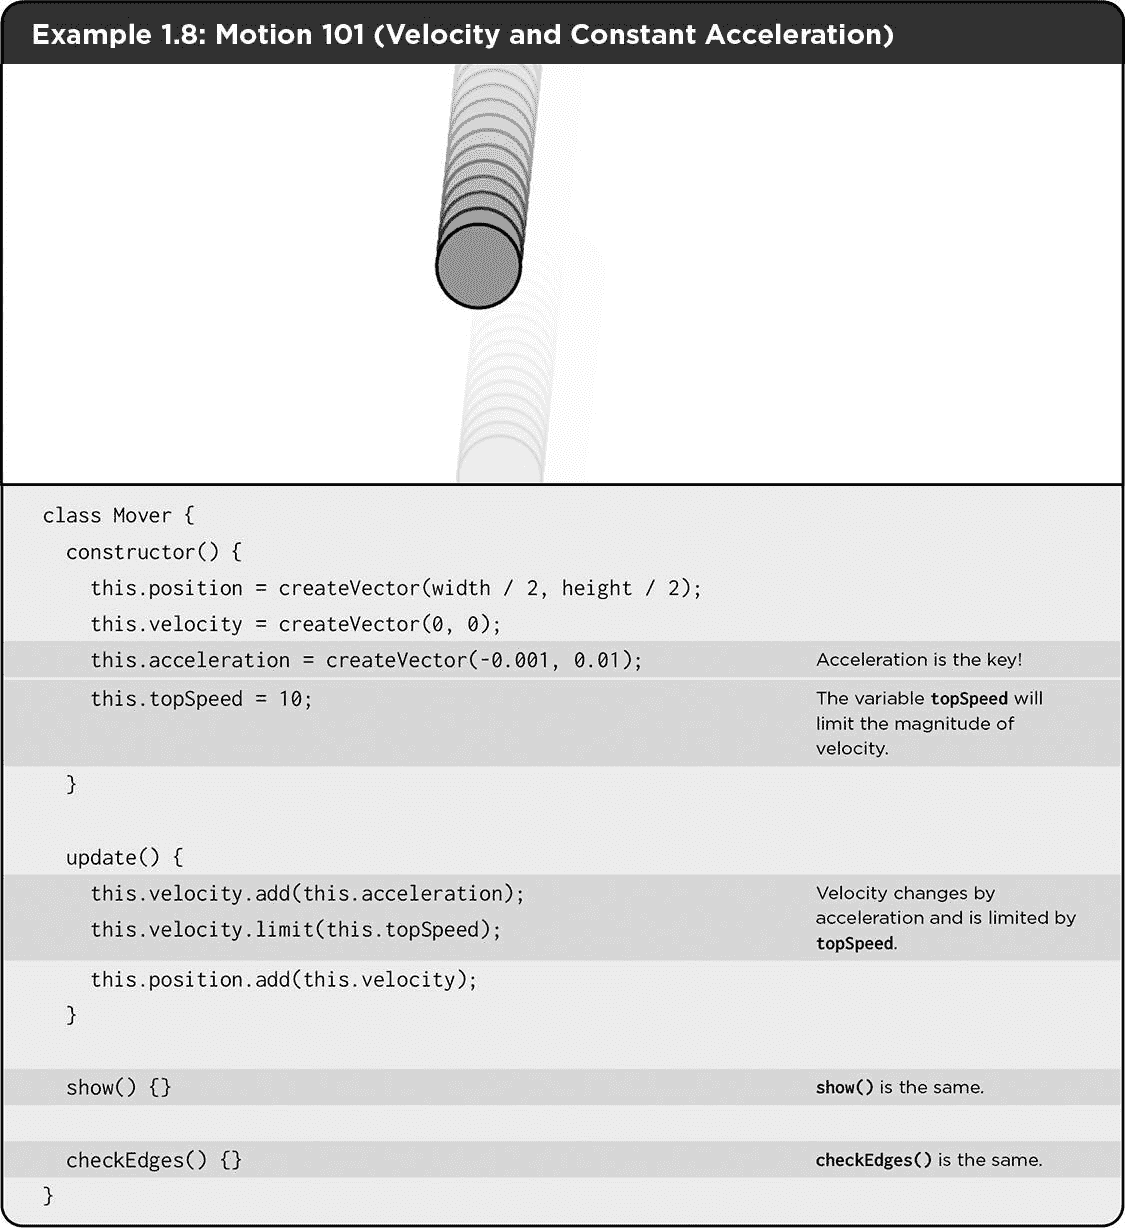 Example 1.8: Motion 101 (Velocity and Constant Acceleration)
class Mover {
constructor() {
this.position = createVector(width / 2, height / 2);
this.velocity = createVector(0, 0);
this.acceleration = createVector(-0.001, 0.01);
Acceleration is the key!
this.topSpeed = 10;
The variable topSpeed will
limit the magnitude of
velocity.
}
update() {
this.velocity.add(this.acceleration);
this.velocity.limit(this.topSpeed);
Velocity changes by
acceleration and is limited by
topSpeed.
this.position.add(this.velocity);
}
show() {}
show() is the same.
checkEdges() {}
checkEdges() is the same.
}